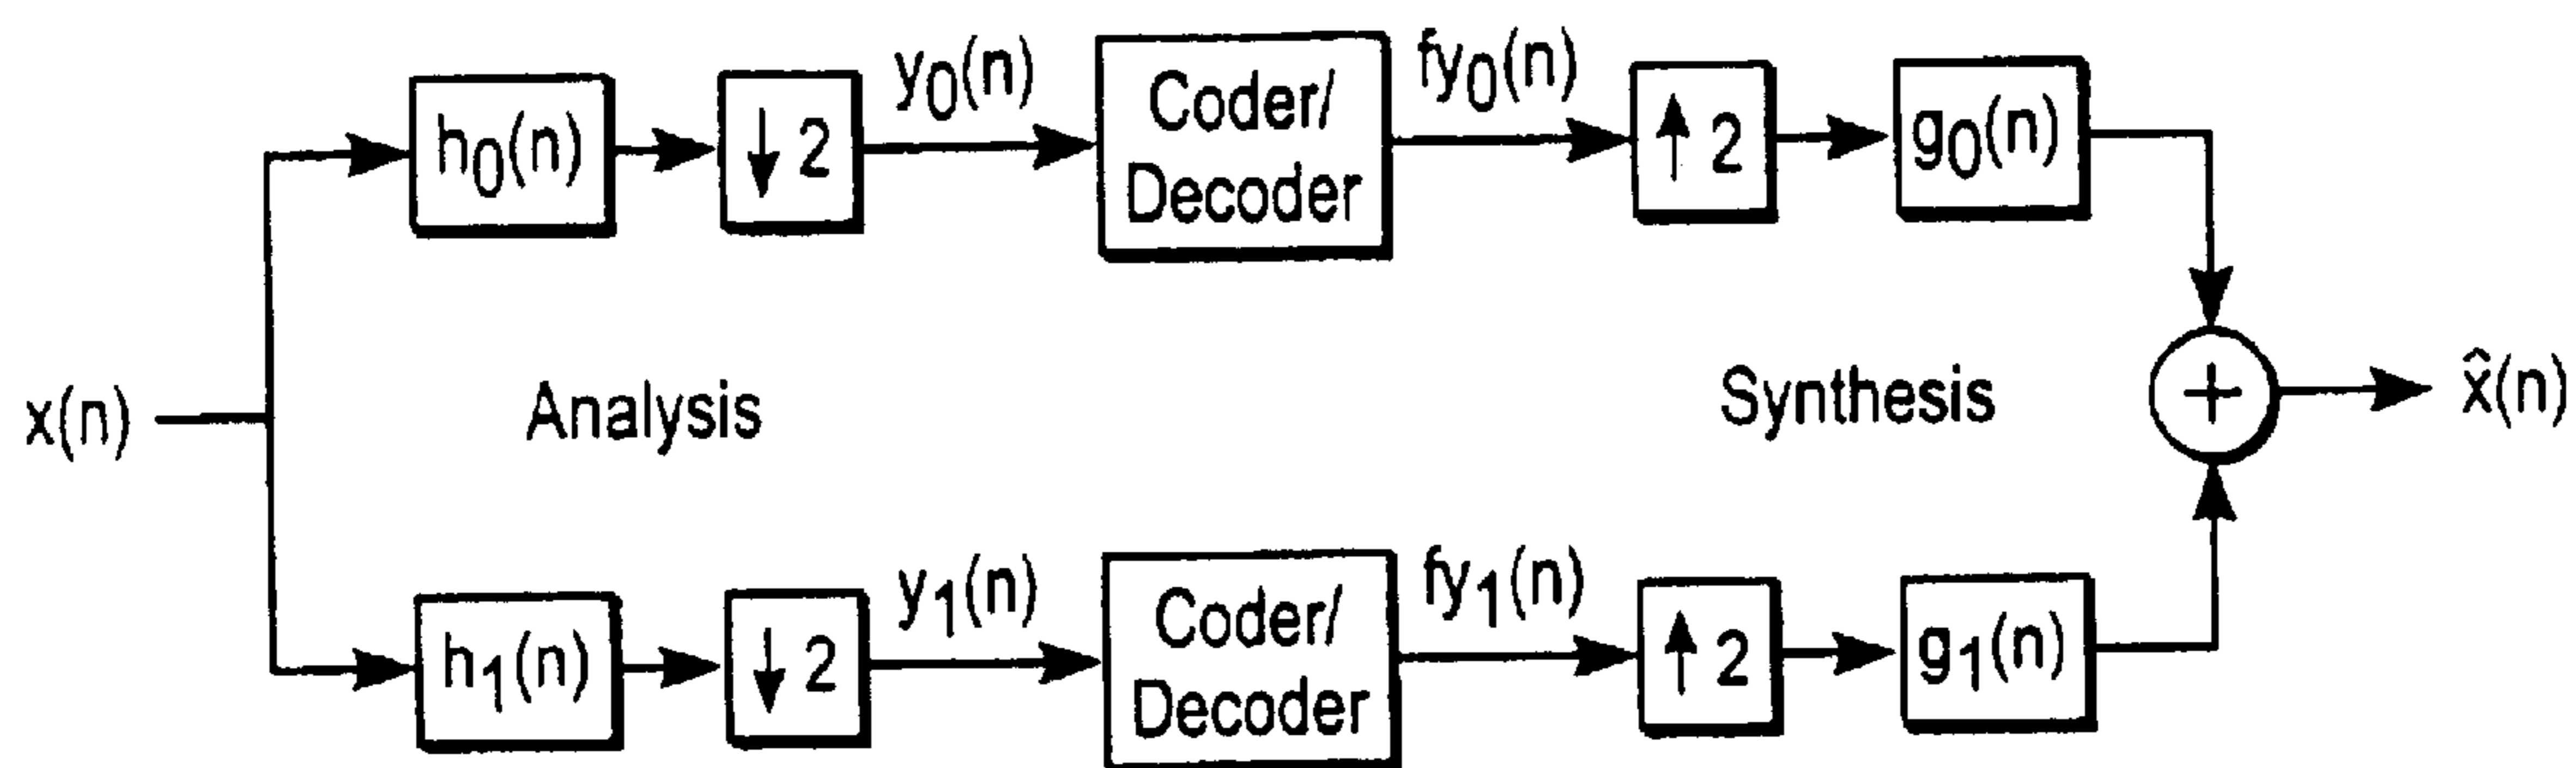 h₀(n)
↓ 2
y₀(n)
Coder/
Decoder
fy₀(n)
↑ 2
g₀(n)
x(n)
Analysis
Synthesis
+
x̂(n)
h₁(n)
↓ 2
y₁(n)
Coder/
Decoder
fy₁(n)
↑ 2
g₁(n)